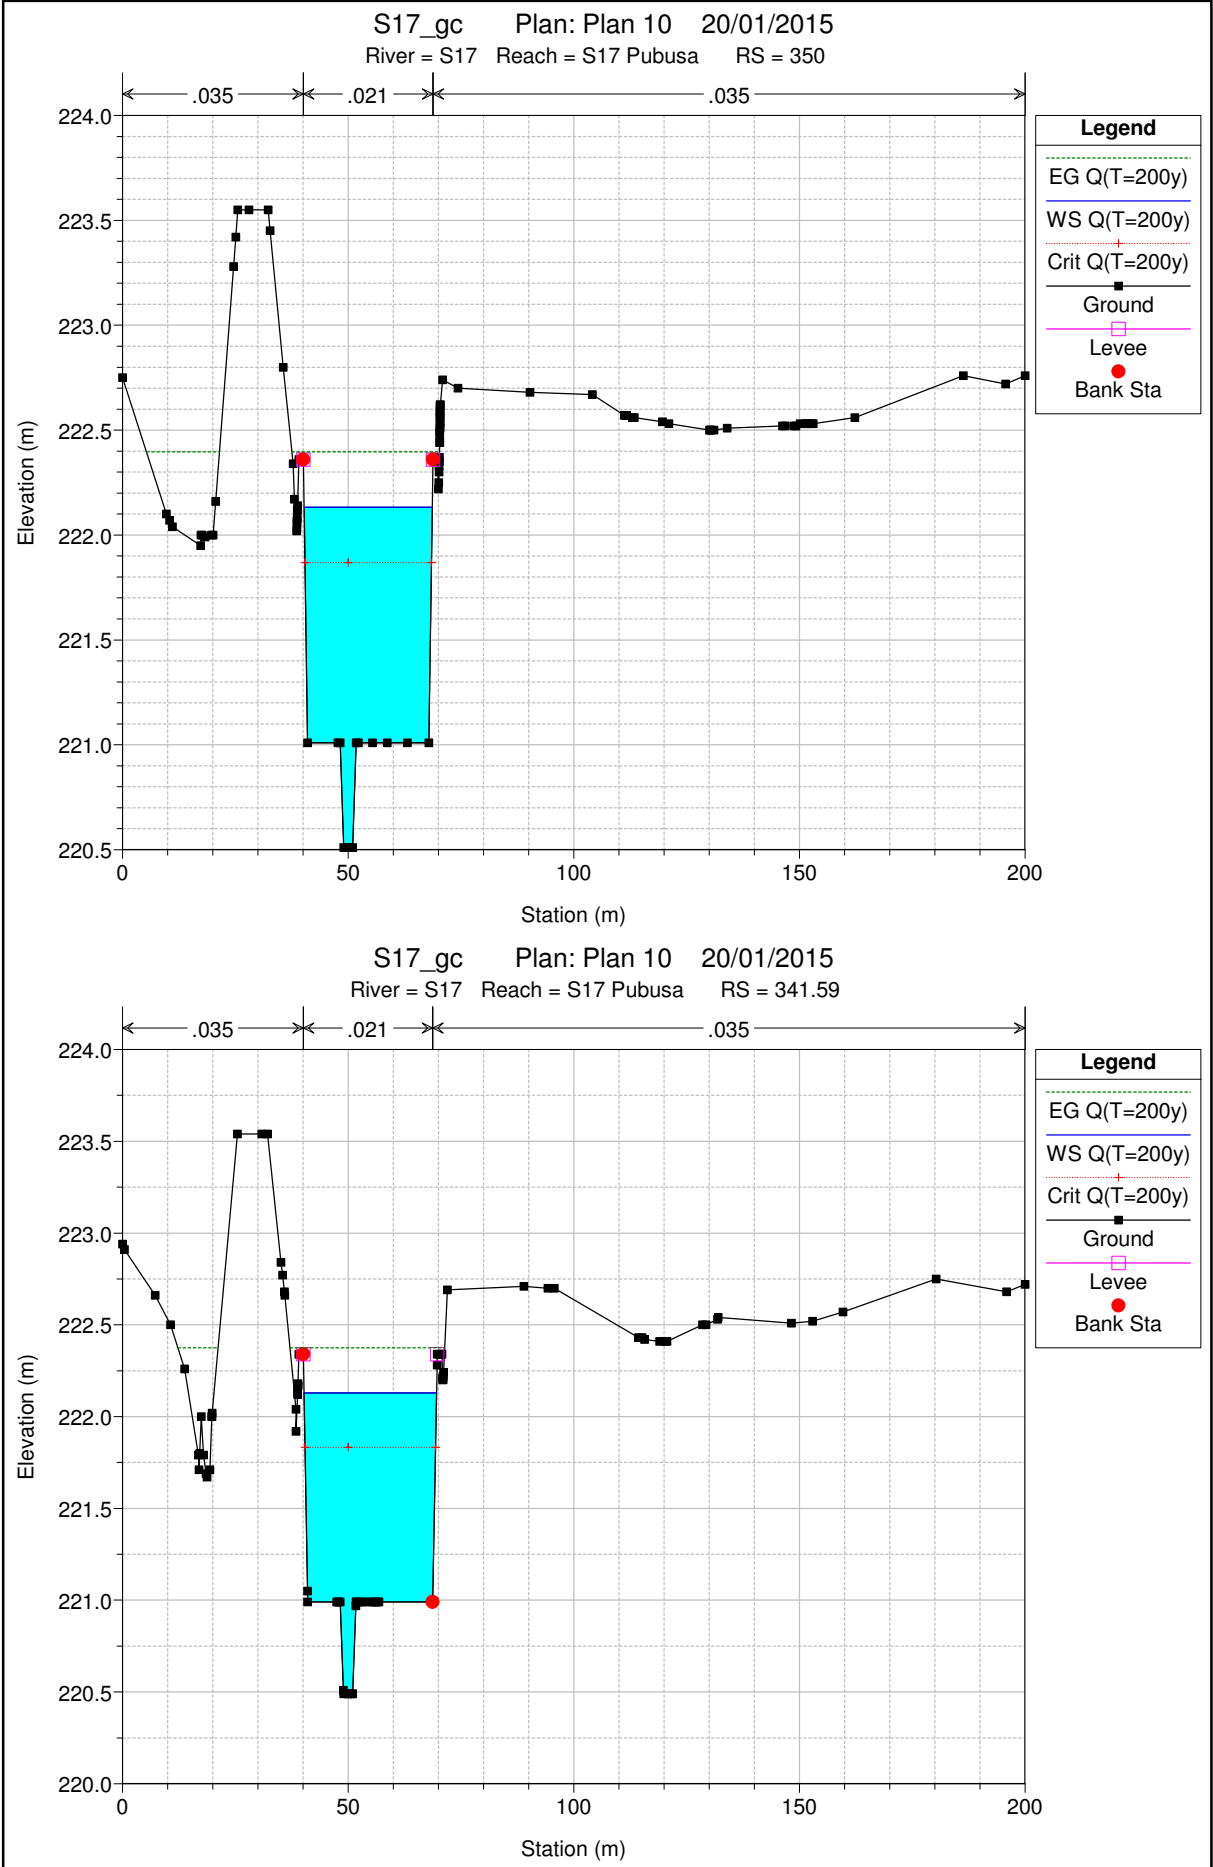 S17_gc Plan: Plan 10 20/01/2015
River = S17 Reach = S17 Pubusa RS = 350
.035 .021 .035
224.0
223.5
223.0
222.5
222.0
221.5
221.0
220.5
Elevation (m)
0 50 100 150 200
Station (m)
Legend
EG Q(T=200y)
WS Q(T=200y)
Crit Q(T=200y)
Ground
Levee
Bank Sta
S17_gc Plan: Plan 10 20/01/2015
River = S17 Reach = S17 Pubusa RS = 341.59
.035 .021 .035
224.0
223.5
223.0
222.5
222.0
221.5
221.0
220.5
220.0
Elevation (m)
0 50 100 150 200
Station (m)
Legend
EG Q(T=200y)
WS Q(T=200y)
Crit Q(T=200y)
Ground
Levee
Bank Sta